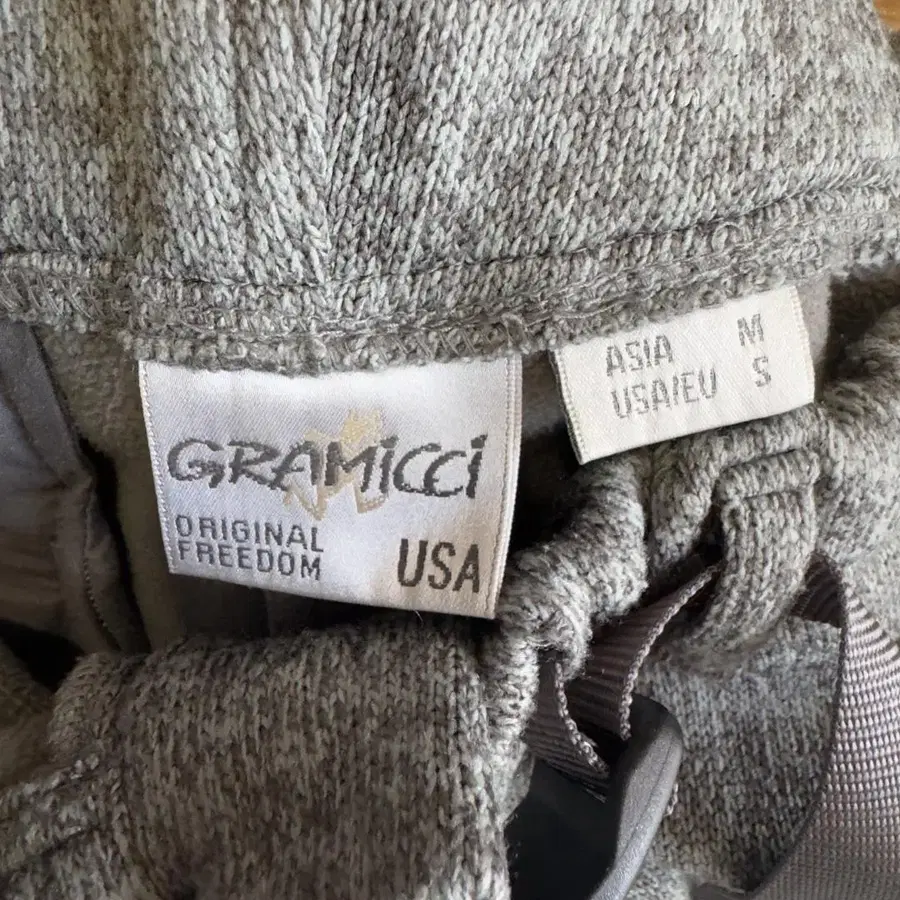 GRAMiCCi
ORIGINAL
FREEDOM
USA
ASIA M
USA/EU S